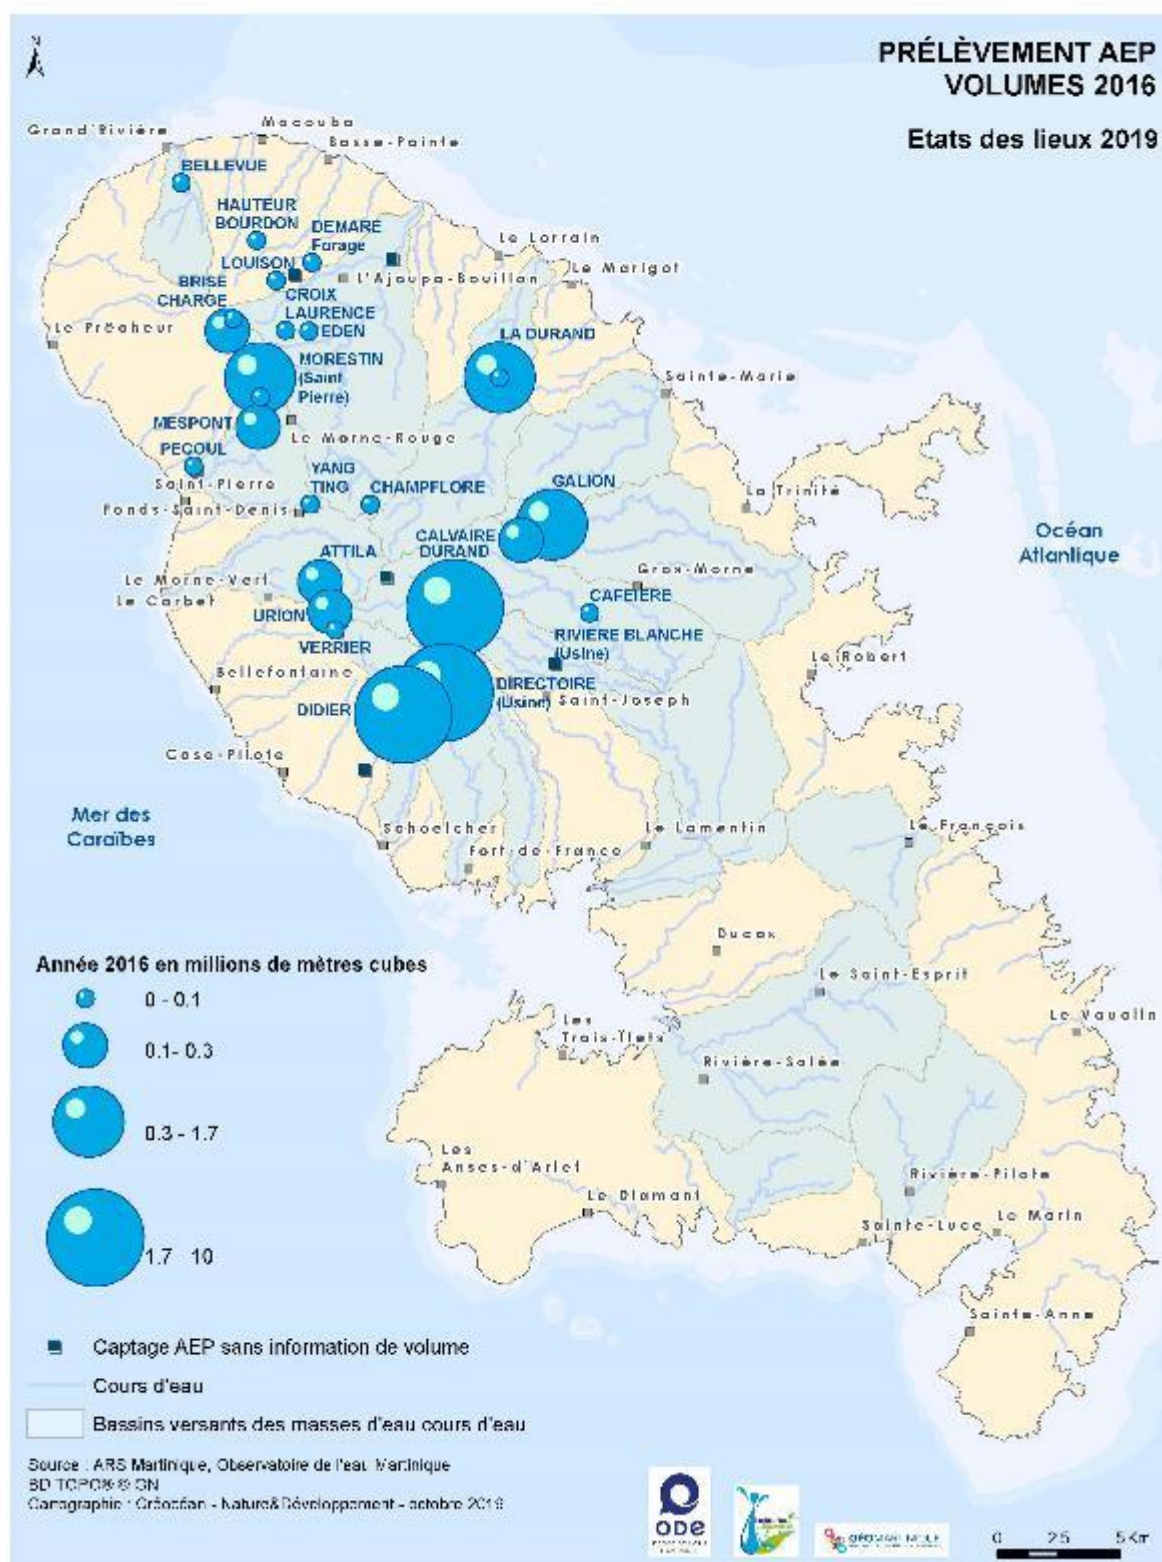 N
PRÉLÈVEMENT AEP
VOLUMES 2016
Etats des lieux 2019
Grand'Rivière
Macouba
Basse-Pointe
BELLEVUE
HAUTEUR
BOURDON
DEMARE
Forage
LOUISON
L'Ajoupa-Bouillon
Le Lorrain
Le Marigot
BRISE
CHARGE
CROIX
LAURENCE
EDEN
LA DURAND
Le Prêcheur
MORESTIN
(Saint
Pierre)
Sainte-Marie
MESPONT
Le Morne-Rouge
PECOUL
Saint-Pierre
YANG
TING
CHAMPFLORE
GALION
La Trinité
Fonds-Saint-Denis
CALVAIRE
DURAND
Océan
Atlantique
ATTILA
Le Morne-Vert
Le Carbet
Gros-Morne
CAFEIERE
URION
VERRIER
RIVIERE BLANCHE
(Usine)
Le Robert
Bellefontaine
DIDIER
DIRECTOIRE
(Usine)
Saint-Joseph
Case-Pilote
Mer des
Caraïbes
Schoelcher
Fort-de-France
Le Lamentin
Le François
Ducos
Année 2016 en millions de mètres cubes
0 - 0.1
0.1- 0.3
0.3 - 1.7
1.7 10
Le Saint-Esprit
Le Vauclin
Les
Trois-Îlets
Rivière-Salée
Les
Anses-d'Arlet
Le Diamant
Rivière-Pilote
Sainte-Luce
Le Marin
Sainte-Anne
Captage AEP sans information de volume
Cours d'eau
Bassins versants des masses d'eau cours d'eau
Source : ARS Martinique, Observatoire de l'eau Martinique
BD TOPO® ® IGN
Cartographie : Créocéan - Nature&Développement - octobre 2019
ODE
GÉOMARTINIQUE
0 2.5 5 Km